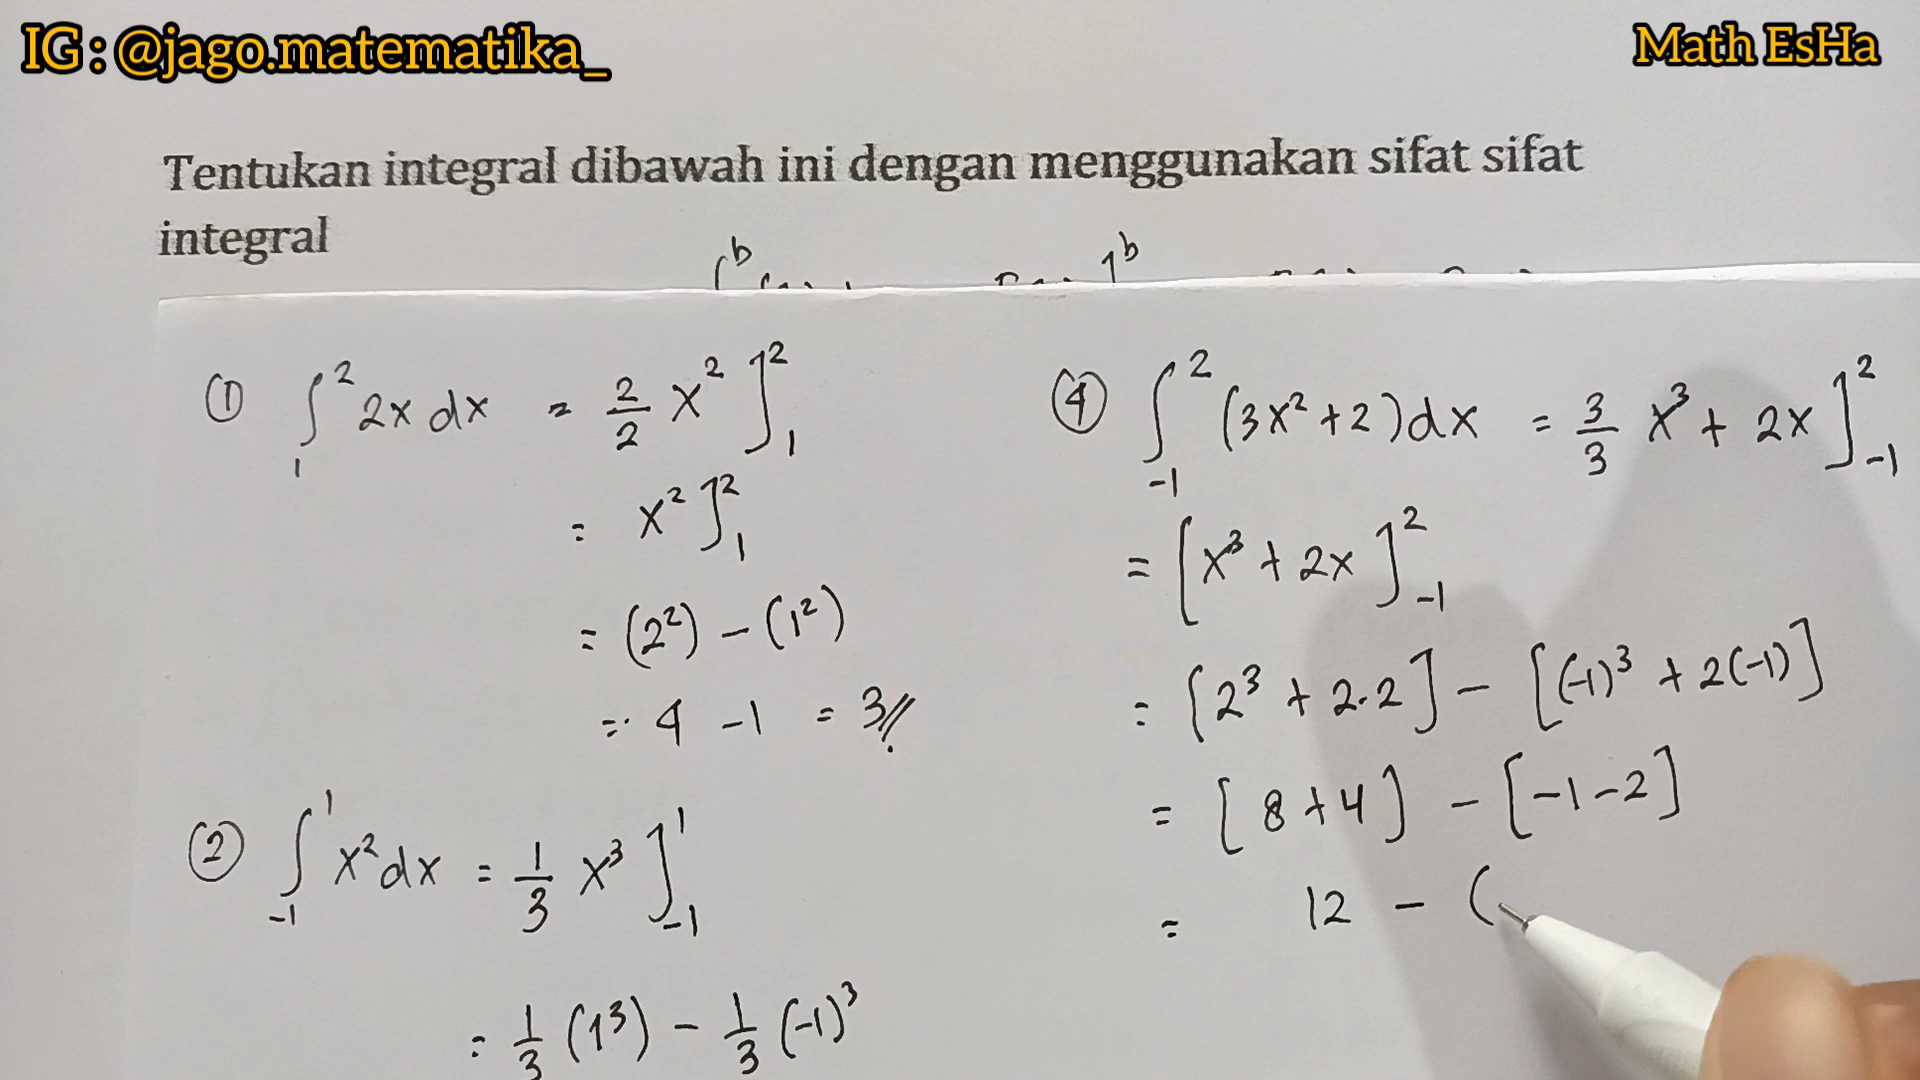 IG : @jago.matematika_
Math EsHa
Tentukan integral dibawah ini dengan menggunakan sifat sifat
integral
① ∫₁² 2x dx = 2/2 x² ]₁²
= x² ]₁²
= (2²) - (1²)
= 4 - 1 = 3//
② ∫₋₁¹ x² dx = 1/3 x³ ]₋₁¹
= 1/3 (1³) - 1/3 (-1)³
④ ∫₋₁² (3x² + 2) dx = 3/3 x³ + 2x ]₋₁²
= [x³ + 2x]₋₁²
= [2³ + 2.2] - [(-1)³ + 2(-1)]
= [8 + 4] - [-1 - 2]
= 12 - (